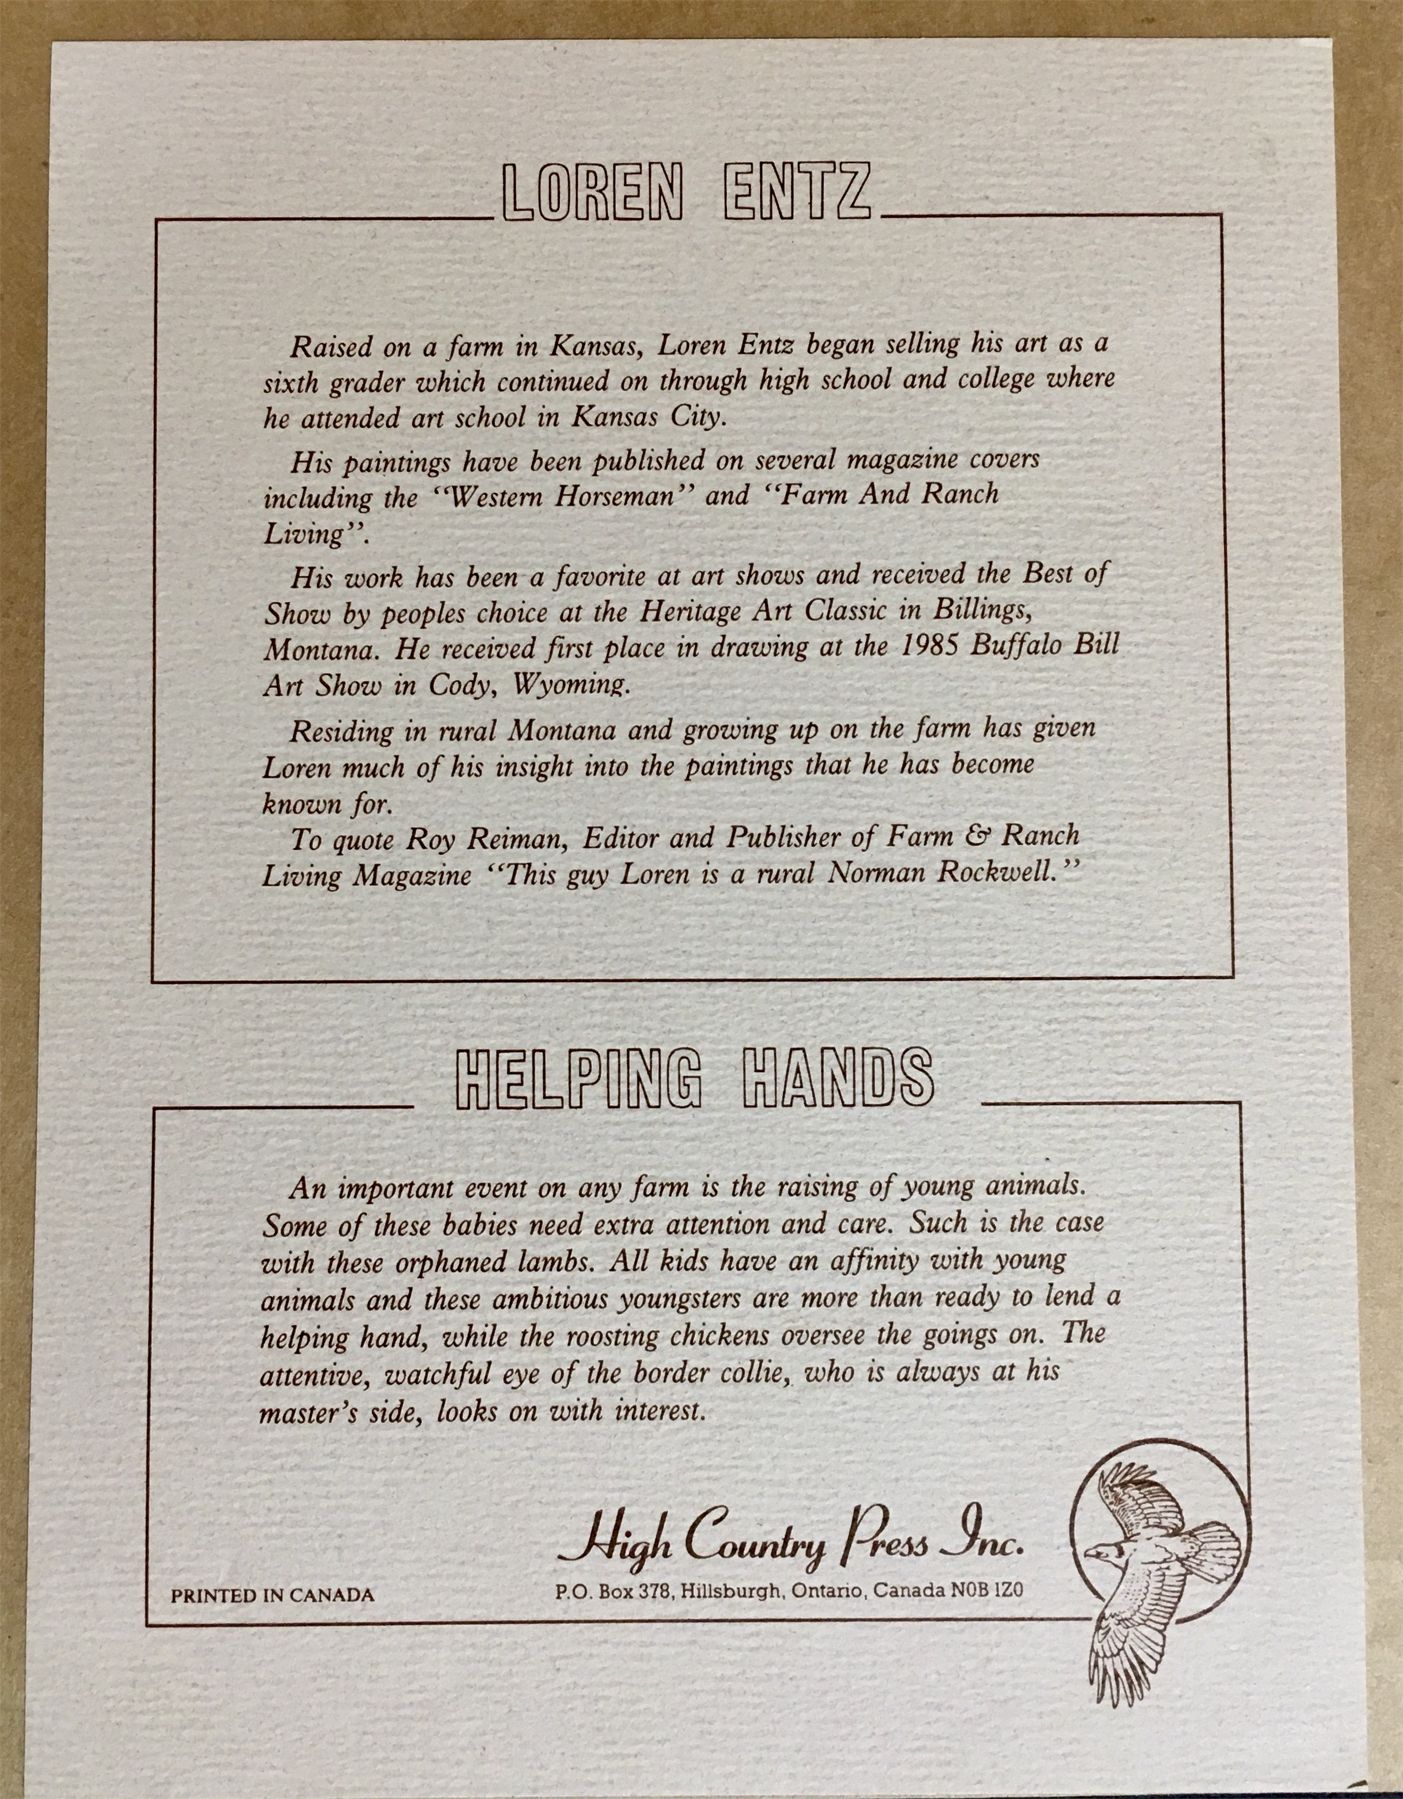 LOREN ENTZ
Raised on a farm in Kansas, Loren Entz began selling his art as a
sixth grader which continued on through high school and college where
he attended art school in Kansas City.
His paintings have been published on several magazine covers
including the “Western Horseman” and “Farm And Ranch
Living”.
His work has been a favorite at art shows and received the Best of
Show by peoples choice at the Heritage Art Classic in Billings,
Montana. He received first place in drawing at the 1985 Buffalo Bill
Art Show in Cody, Wyoming.
Residing in rural Montana and growing up on the farm has given
Loren much of his insight into the paintings that he has become
known for.
To quote Roy Reiman, Editor and Publisher of Farm & Ranch
Living Magazine “This guy Loren is a rural Norman Rockwell.”
HELPING HANDS
An important event on any farm is the raising of young animals.
Some of these babies need extra attention and care. Such is the case
with these orphaned lambs. All kids have an affinity with young
animals and these ambitious youngsters are more than ready to lend a
helping hand, while the roosting chickens oversee the goings on. The
attentive, watchful eye of the border collie, who is always at his
master’s side, looks on with interest.
High Country Press Inc.
PRINTED IN CANADA P.O. Box 378, Hillsburgh, Ontario, Canada N0B 1Z0